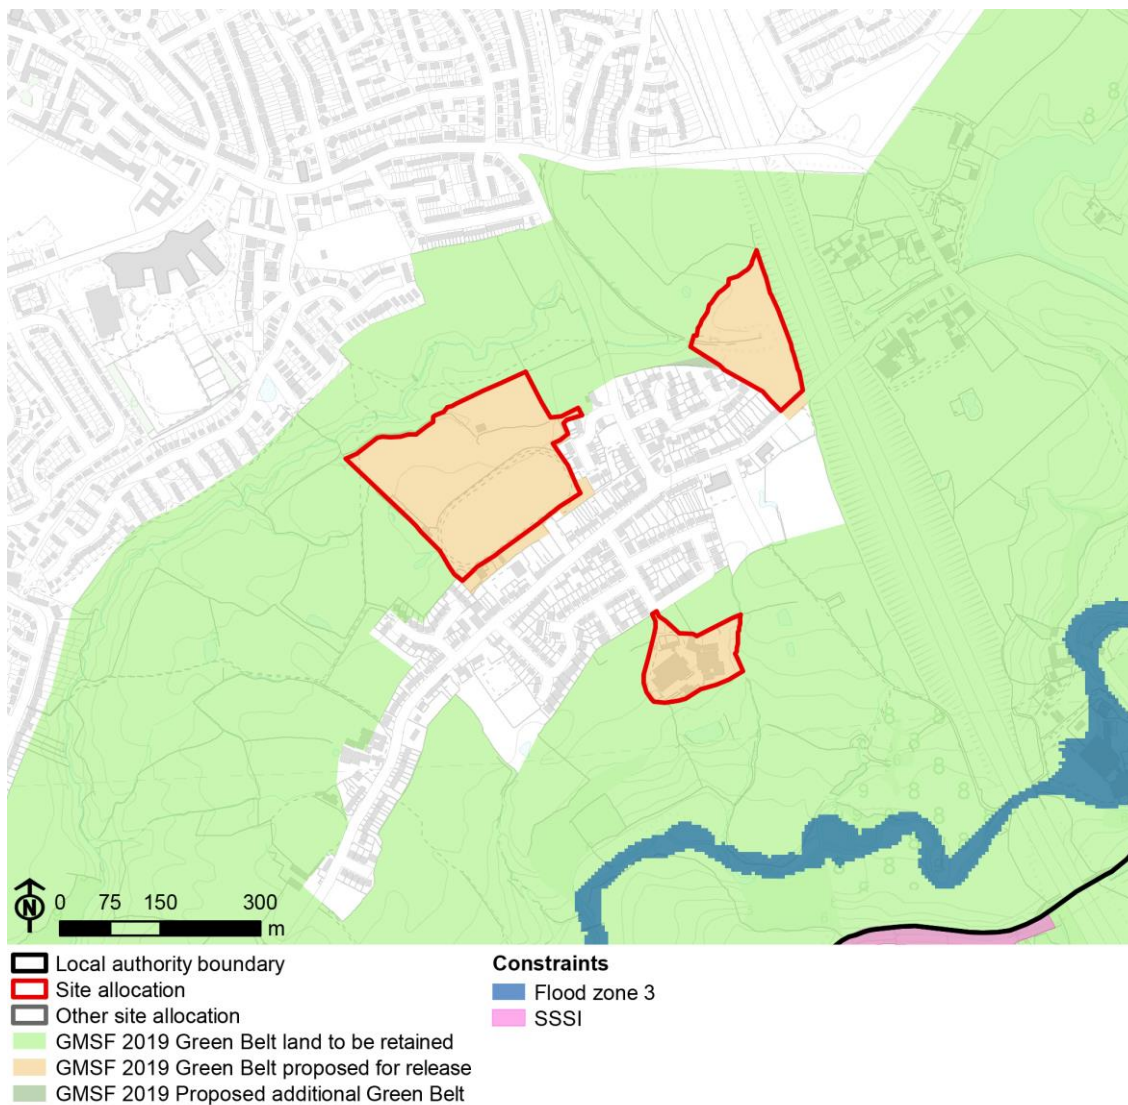 N
0 75 150 300
m
Local authority boundary
Site allocation
Other site allocation
GMSF 2019 Green Belt land to be retained
GMSF 2019 Green Belt proposed for release
GMSF 2019 Proposed additional Green Belt
Constraints
Flood zone 3
SSSI